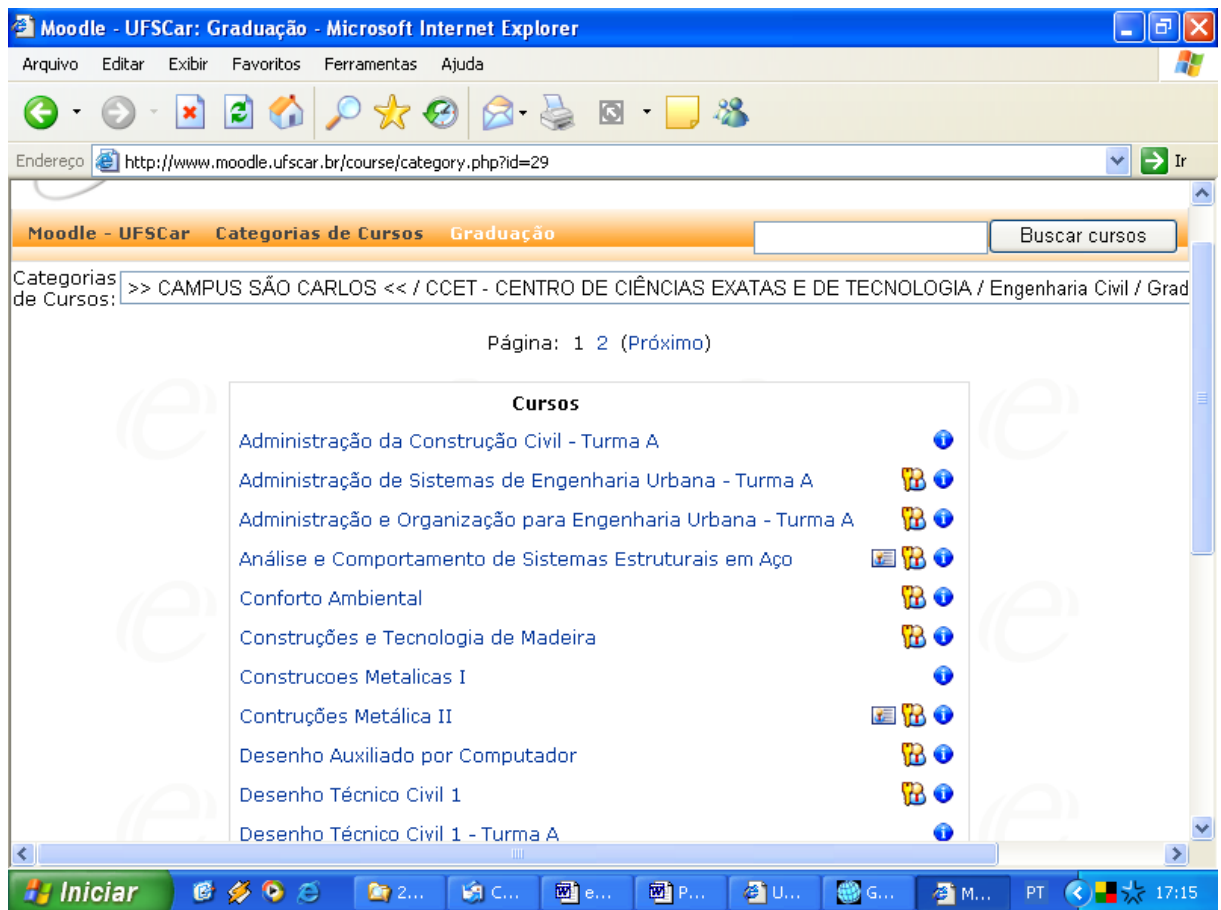 Moodle - UFSCar: Graduação - Microsoft Internet Explorer
Arquivo Editar Exibir Favoritos Ferramentas Ajuda
Endereço http://www.moodle.ufscar.br/course/category.php?id=29 Ir
Moodle - UFSCar Categorias de Cursos Graduação Buscar cursos
Categorias de Cursos: >> CAMPUS SÃO CARLOS << / CCET - CENTRO DE CIÊNCIAS EXATAS E DE TECNOLOGIA / Engenharia Civil / Grad
Página: 1 2 (Próximo)
Cursos
Administração da Construção Civil - Turma A
Administração de Sistemas de Engenharia Urbana - Turma A
Administração e Organização para Engenharia Urbana - Turma A
Análise e Comportamento de Sistemas Estruturais em Aço
Conforto Ambiental
Construções e Tecnologia de Madeira
Construcoes Metalicas I
Contruções Metálica II
Desenho Auxiliado por Computador
Desenho Técnico Civil 1
Desenho Técnico Civil 1 - Turma A
Iniciar 2... C... e... P... U... G... M... PT 17:15